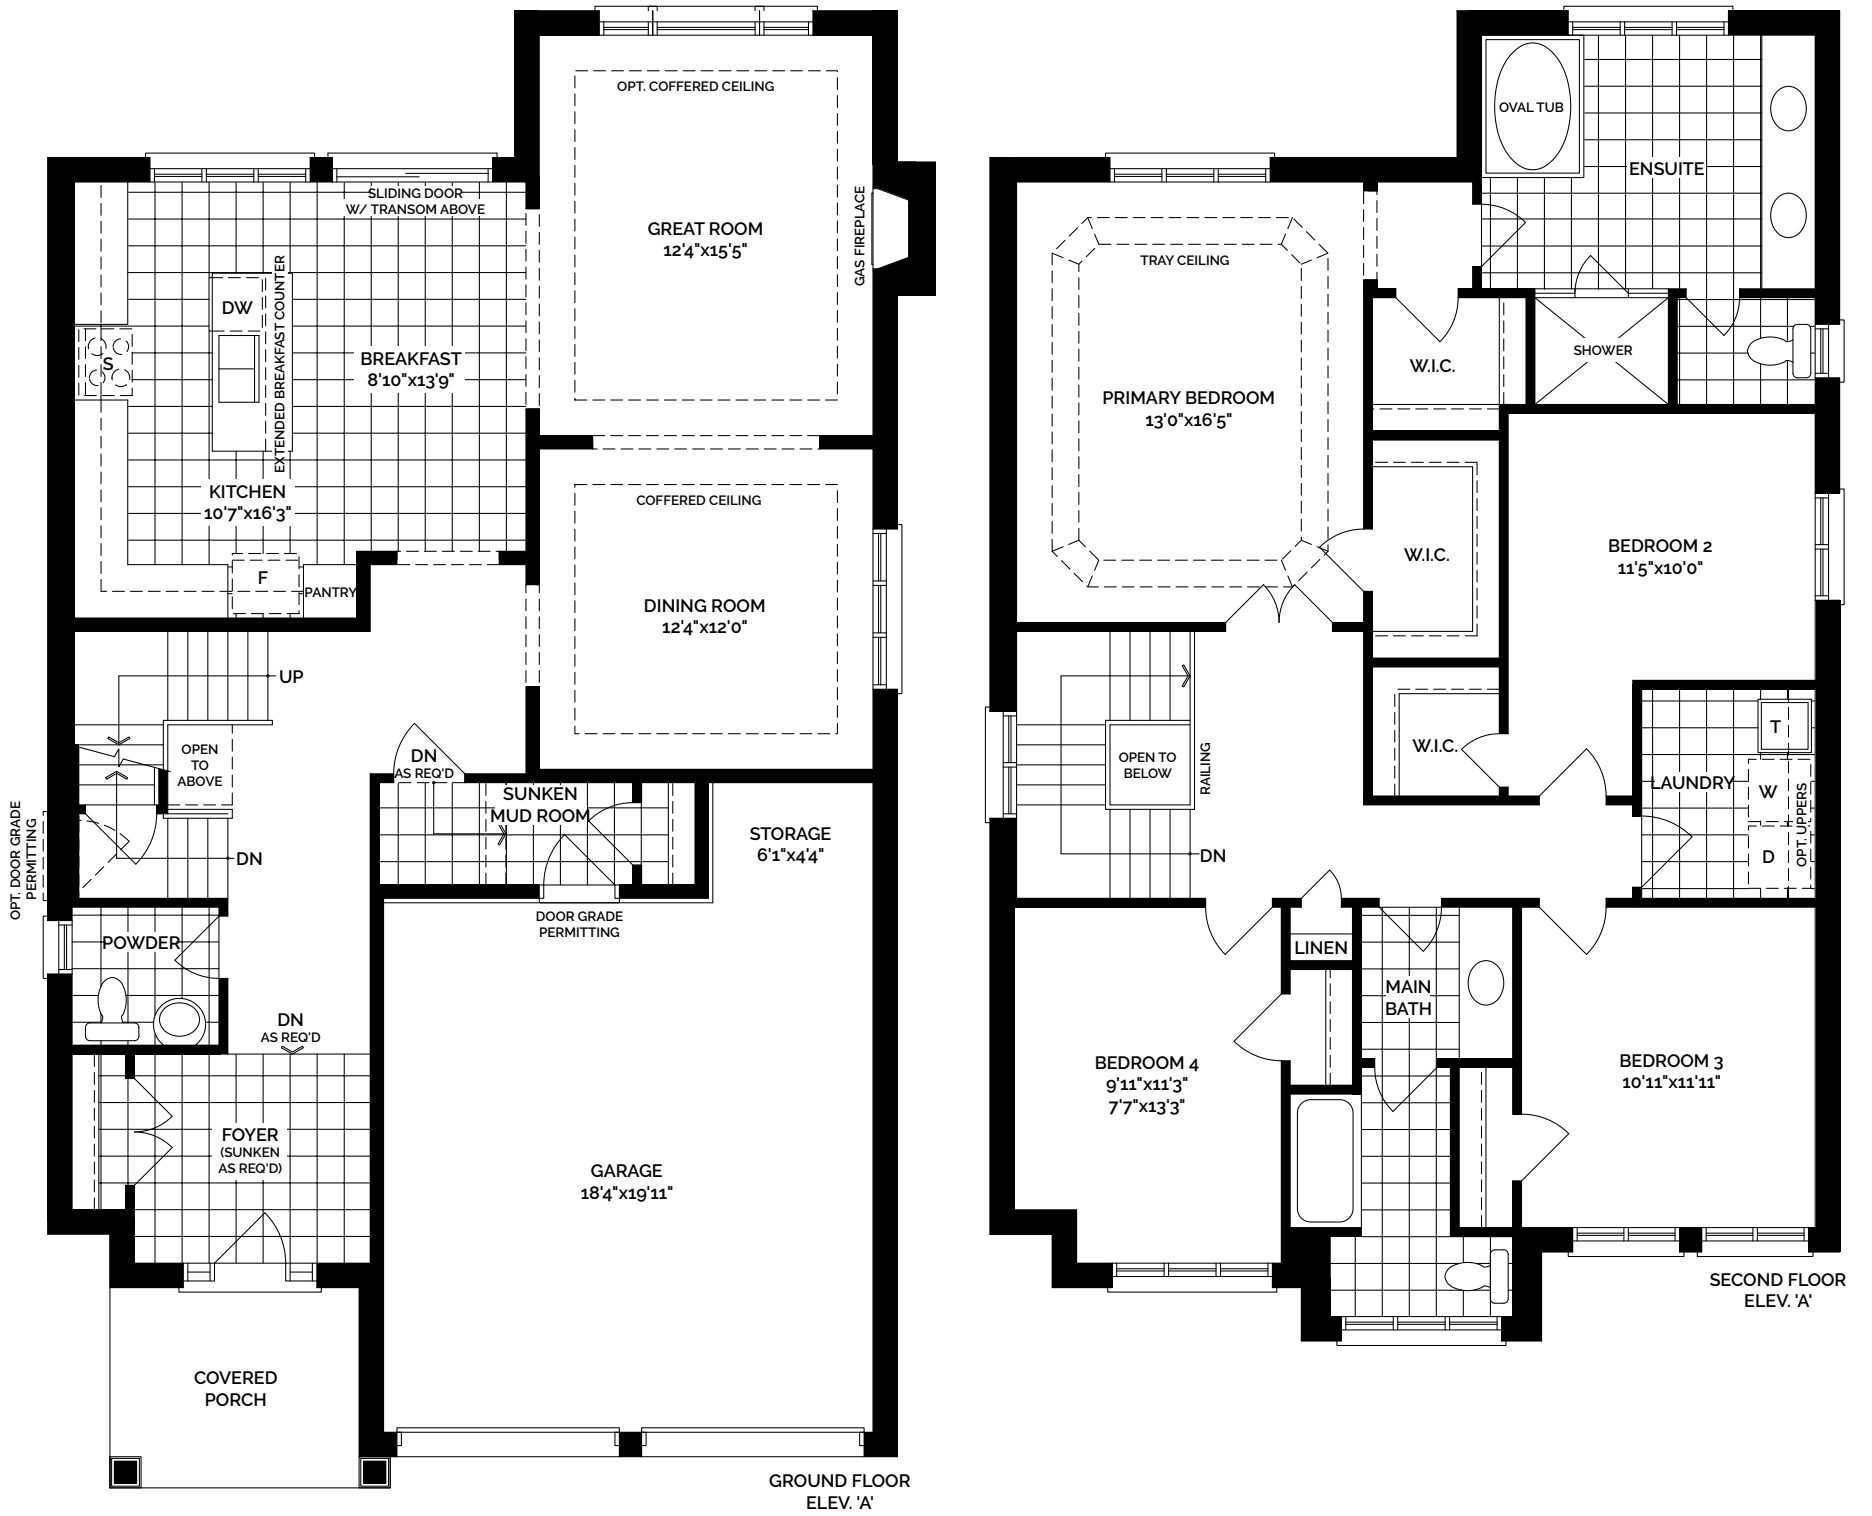 OPT. COFFERED CEILING
SLIDING DOOR
W/ TRANSOM ABOVE
GREAT ROOM
12'4"x15'5"
GAS FIREPLACE
DW
EXTENDED BREAKFAST COUNTER
S
BREAKFAST
8'10"x13'9"
KITCHEN
10'7"x16'3"
F
PANTRY
COFFERED CEILING
DINING ROOM
12'4"x12'0"
UP
OPEN
TO
ABOVE
DN
AS REQ'D
SUNKEN
MUD ROOM
STORAGE
6'1"x4'4"
OPT. DOOR GRADE
PERMITTING
DN
DOOR GRADE
PERMITTING
POWDER
DN
AS REQ'D
FOYER
(SUNKEN
AS REQ'D)
GARAGE
18'4"x19'11"
COVERED
PORCH
GROUND FLOOR
ELEV. 'A'
OVAL TUB
ENSUITE
TRAY CEILING
PRIMARY BEDROOM
13'0"x16'5"
W.I.C.
SHOWER
W.I.C.
BEDROOM 2
11'5"x10'0"
W.I.C.
OPEN TO
BELOW
RAILING
T
LAUNDRY
W
OPT. UPPERS
D
DN
LINEN
MAIN
BATH
BEDROOM 4
9'11"x11'3"
7'7"x13'3"
BEDROOM 3
10'11"x11'11"
SECOND FLOOR
ELEV. 'A'